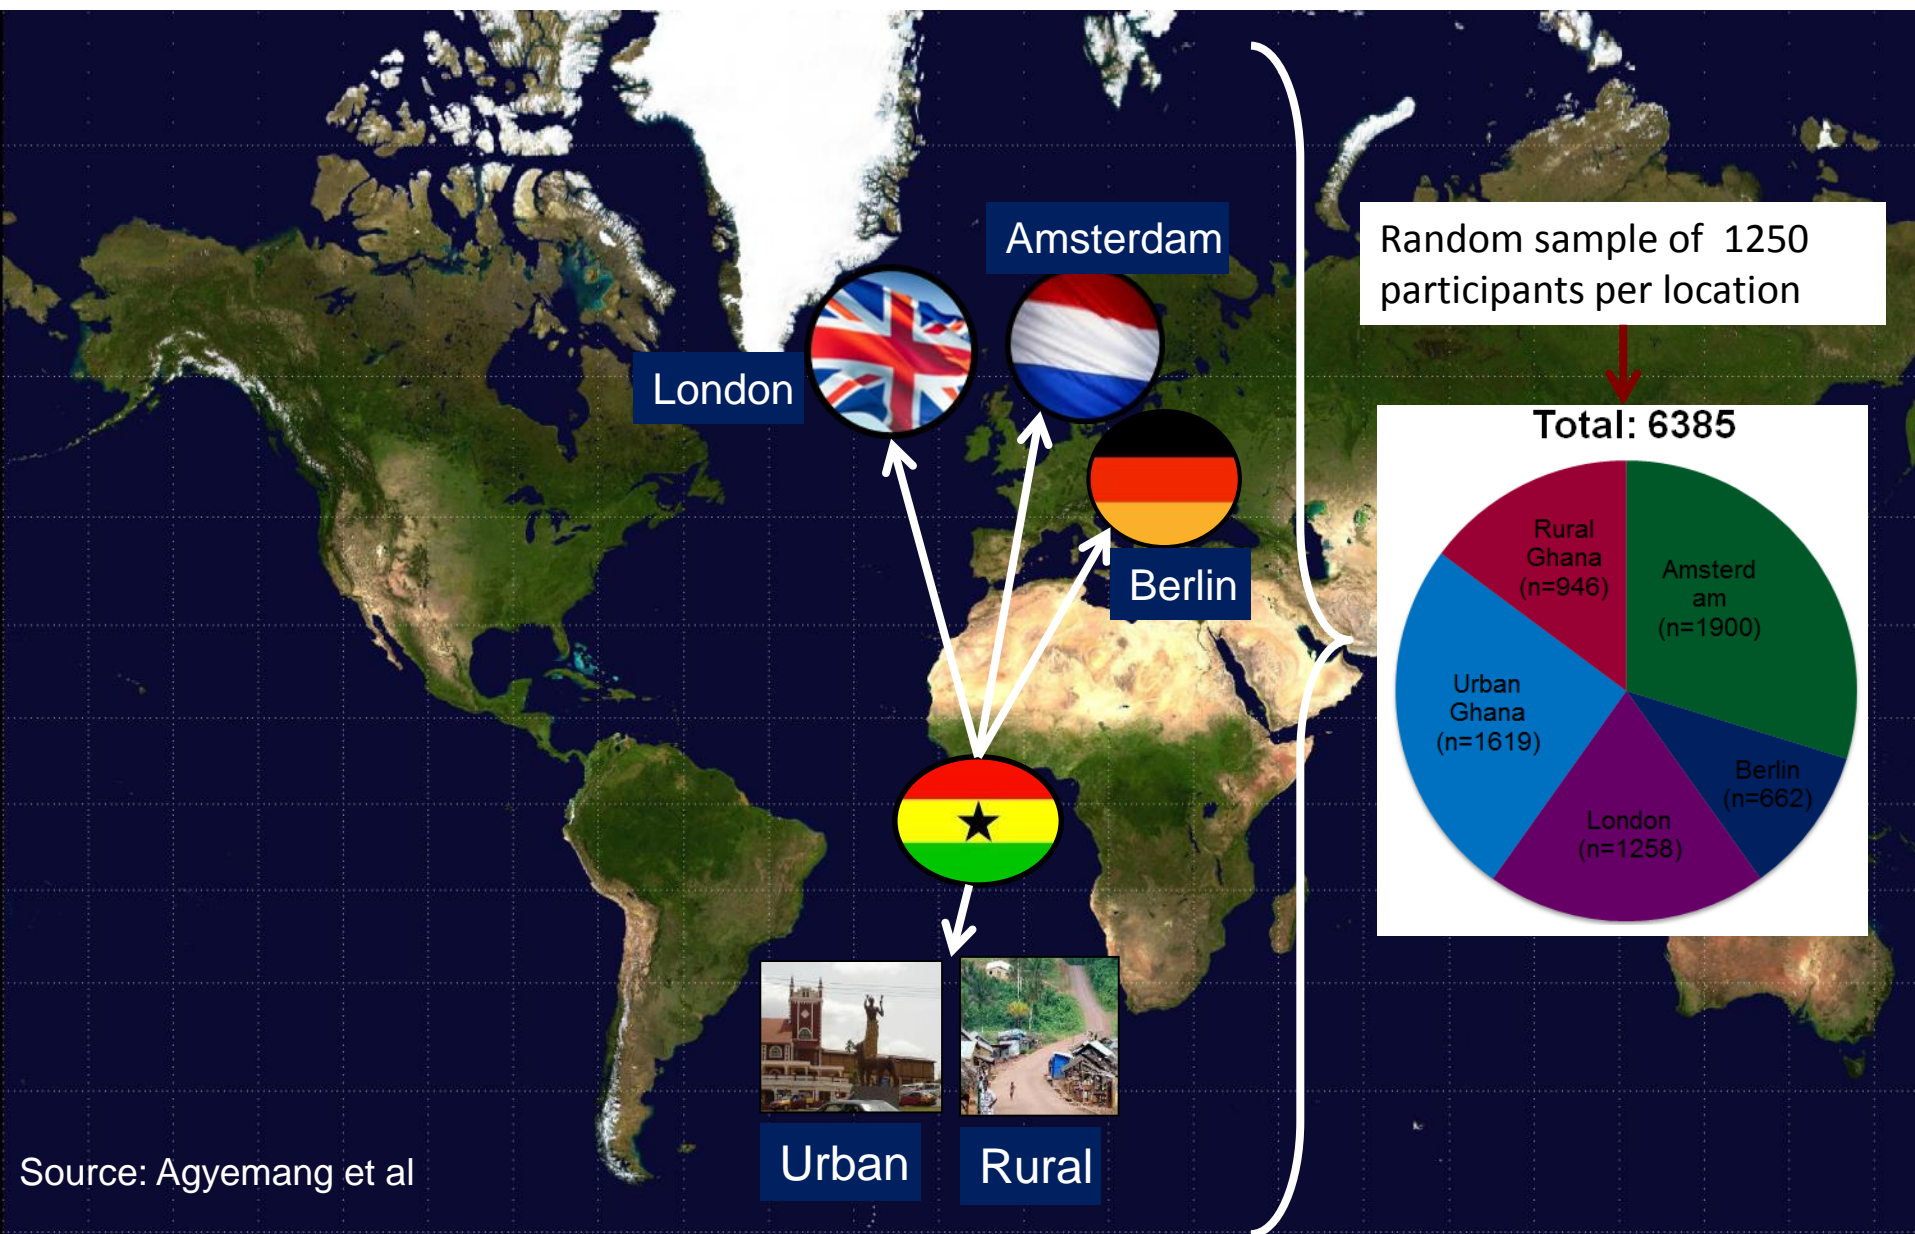 Amsterdam
London
Berlin
Urban
Rural
Source: Agyemang et al
Random sample of  1250
participants per location
Total: 6385
Rural
Ghana
(n=946)
Amsterd
am
(n=1900)
Urban
Ghana
(n=1619)
Berlin
(n=662)
London
(n=1258)